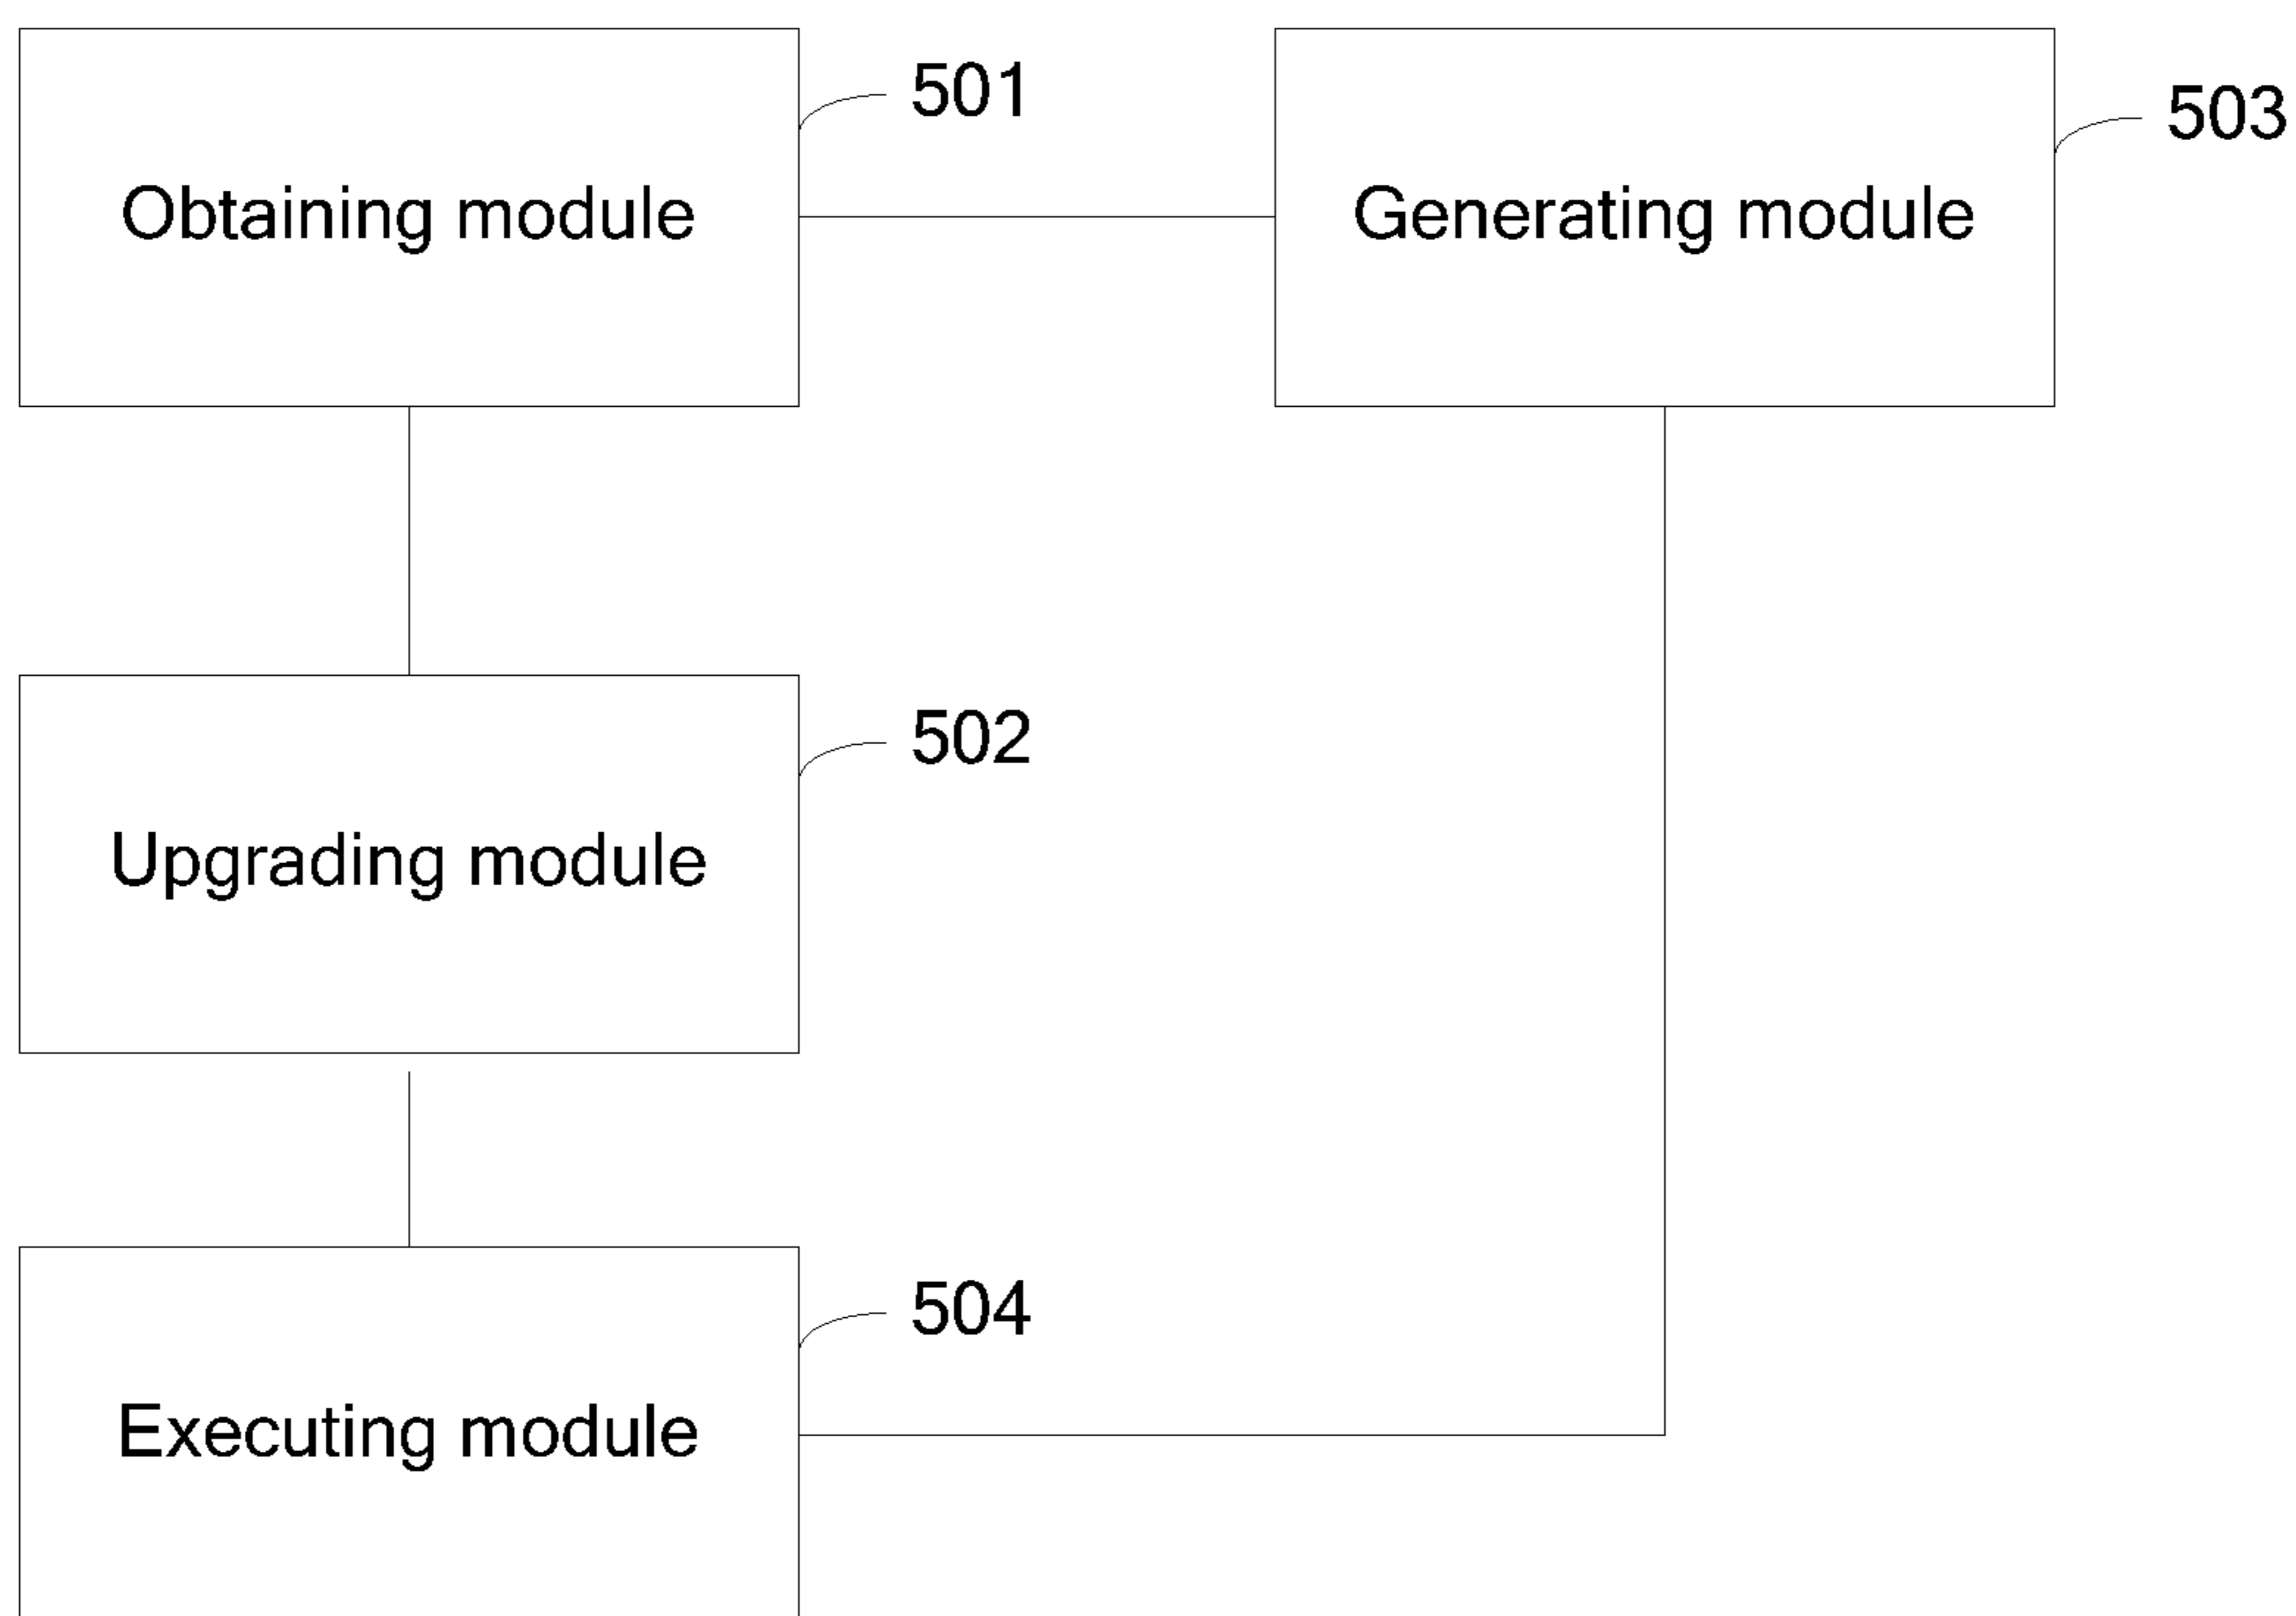 501
503
Obtaining module
Generating module
502
Upgrading module
504
Executing module